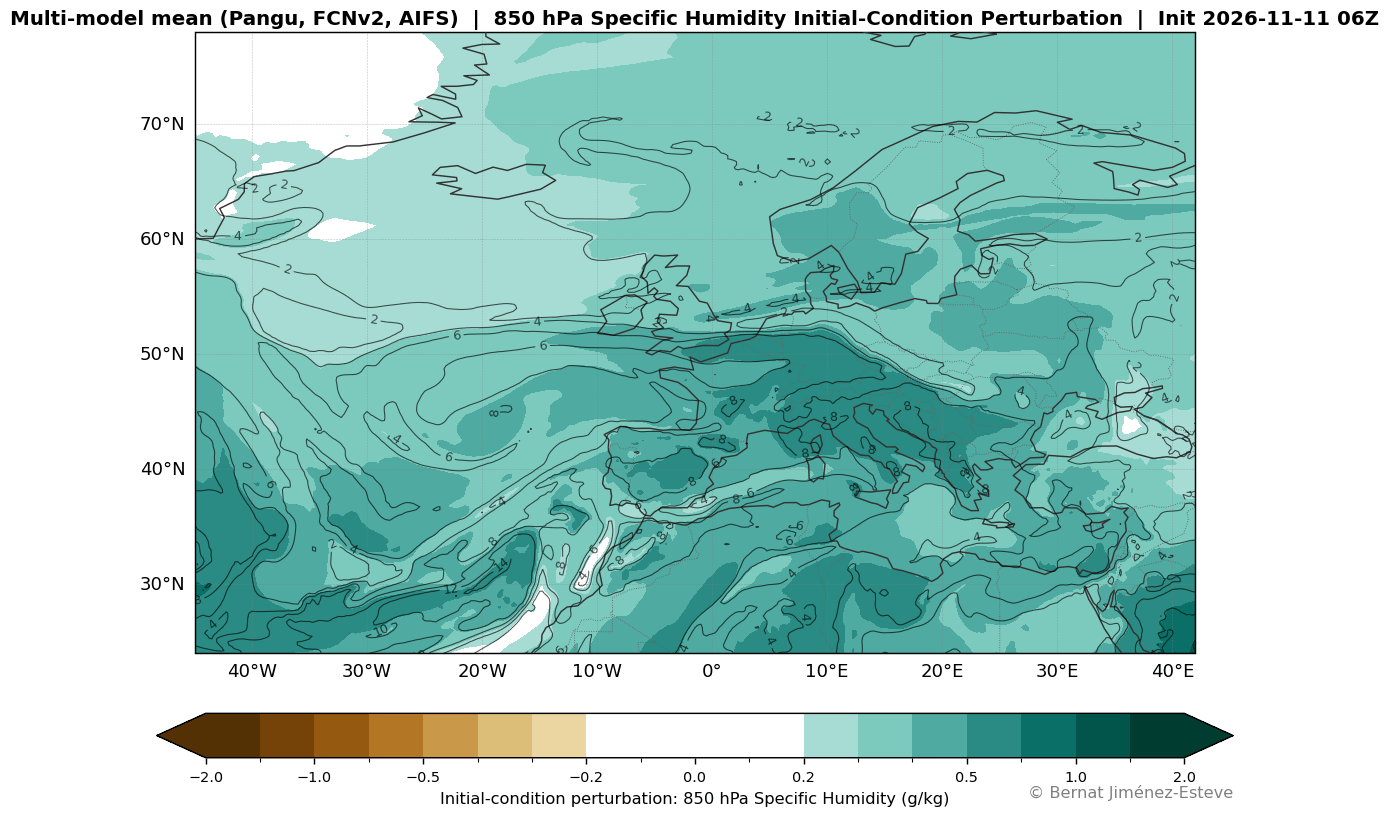 Multi-model mean (Pangu, FCNv2, AIFS) | 850 hPa Specific Humidity Initial-Condition Perturbation | Init 2026-11-11 06Z
70°N
60°N
50°N
40°N
30°N
40°W 30°W 20°W 10°W 0° 10°E 20°E 30°E 40°E
−2.0 −1.0 −0.5 −0.2 0.0 0.2 0.5 1.0 2.0
Initial-condition perturbation: 850 hPa Specific Humidity (g/kg)
© Bernat Jiménez-Esteve